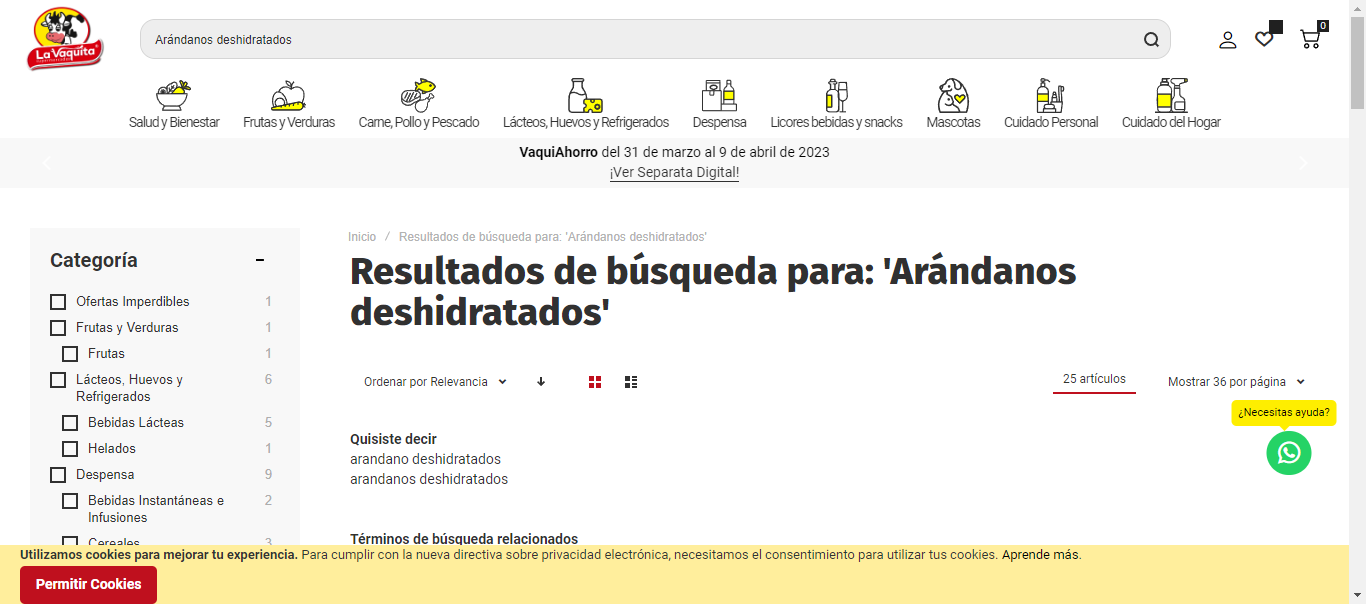 La Vaquita
Arándanos deshidratados
0
Salud y Bienestar
Frutas y Verduras
Carne, Pollo y Pescado
Lácteos, Huevos y Refrigerados
Despensa
Licores bebidas y snacks
Mascotas
Cuidado Personal
Cuidado del Hogar
VaquiAhorro del 31 de marzo al 9 de abril de 2023
¡Ver Separata Digital!
Categoría
Ofertas Imperdibles 1
Frutas y Verduras 1
Frutas 1
Lácteos, Huevos y 6
Refrigerados
Bebidas Lácteas 5
Helados 1
Despensa 9
Bebidas Instantáneas e 2
Infusiones
Cereales 3
Inicio / Resultados de búsqueda para: 'Arándanos deshidratados'
Resultados de búsqueda para: 'Arándanos
deshidratados'
Ordenar por Relevancia
25 artículos
Mostrar 36 por página
¿Necesitas ayuda?
Quisiste decir
arandano deshidratados
arandanos deshidratados
Términos de búsqueda relacionados
Utilizamos cookies para mejorar tu experiencia. Para cumplir con la nueva directiva sobre privacidad electrónica, necesitamos el consentimiento para utilizar tus cookies. Aprende más.
Permitir Cookies